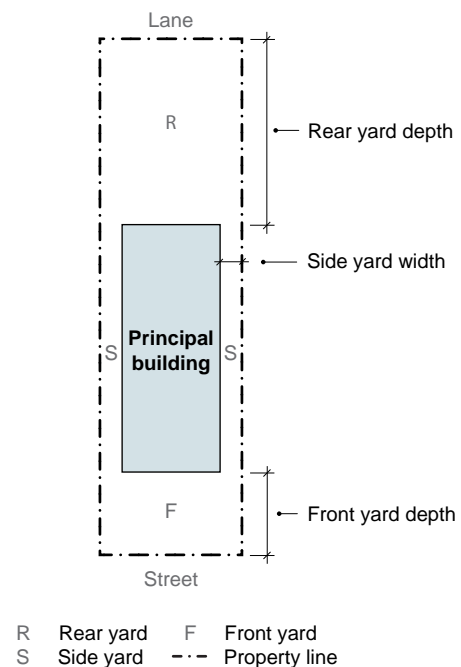 Lane
R
Rear yard depth
Side yard width
Principal
building
S
S
F
Front yard depth
Street
R Rear yard F Front yard
S Side yard Property line